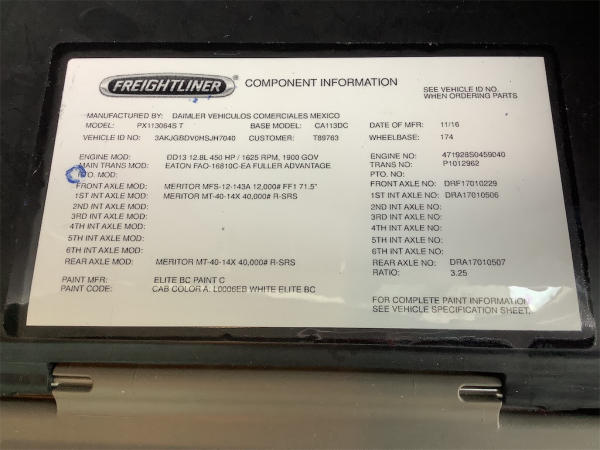 FREIGHTLINER® COMPONENT INFORMATION
SEE VEHICLE ID NO.
WHEN ORDERING PARTS
MANUFACTURED BY: DAIMLER VEHICULOS COMERCIALES MEXICO
MODEL: PX113064S T BASE MODEL: CA113DC DATE OF MFR: 11/16
VEHICLE ID NO: 3AKJGBDV0HSJH7040 CUSTOMER: T89763 WHEELBASE: 174
ENGINE MOD: DD13 12.8L 450 HP / 1625 RPM, 1900 GOV ENGINE NO: 471928S0459040
MAIN TRANS MOD: EATON FAO-16810C-EA FULLER ADVANTAGE TRANS NO: P1012962
PTO. MOD: PTO. NO:
FRONT AXLE MOD: MERITOR MFS-12-143A 12,000# FF1 71.5" FRONT AXLE NO: DRF17010229
1ST INT AXLE MOD: MERITOR MT-40-14X 40,000# R-SRS 1ST INT AXLE NO: DRA17010506
2ND INT AXLE MOD: 2ND INT AXLE NO:
3RD INT AXLE MOD: 3RD INT AXLE NO:
4TH INT AXLE MOD: 4TH INT AXLE NO:
5TH INT AXLE MOD: 5TH INT AXLE NO:
6TH INT AXLE MOD: 6TH INT AXLE NO:
REAR AXLE MOD: MERITOR MT-40-14X 40,000# R-SRS REAR AXLE NO: DRA17010507
RATIO: 3.25
PAINT MFR: ELITE BC PAINT C
PAINT CODE: CAB COLOR A: L0006EB WHITE ELITE BC
FOR COMPLETE PAINT INFORMATION
SEE VEHICLE SPECIFICATION SHEET.